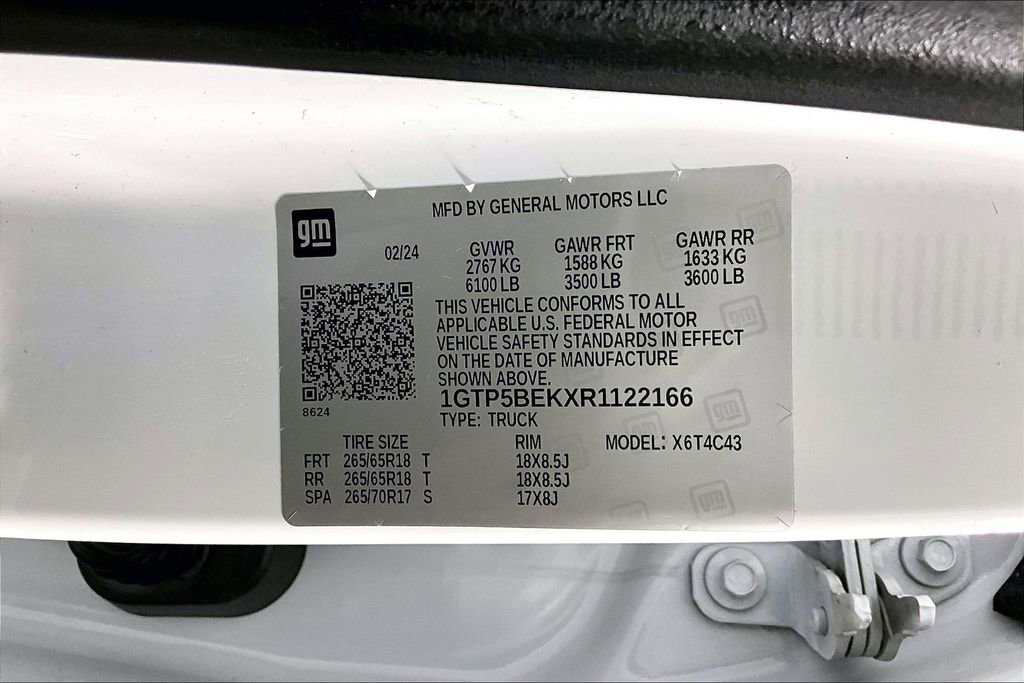 gm
MFD BY GENERAL MOTORS LLC
02/24
GVWR GAWR FRT GAWR RR
2767 KG 1588 KG 1633 KG
6100 LB 3500 LB 3600 LB
THIS VEHICLE CONFORMS TO ALL
APPLICABLE U.S. FEDERAL MOTOR
VEHICLE SAFETY STANDARDS IN EFFECT
ON THE DATE OF MANUFACTURE
SHOWN ABOVE.
8624
1GTP5BEKXR1122166
TYPE: TRUCK
TIRE SIZE RIM MODEL: X6T4C43
FRT 265/65R18 T 18X8.5J
RR 265/65R18 T 18X8.5J
SPA 265/70R17 S 17X8J